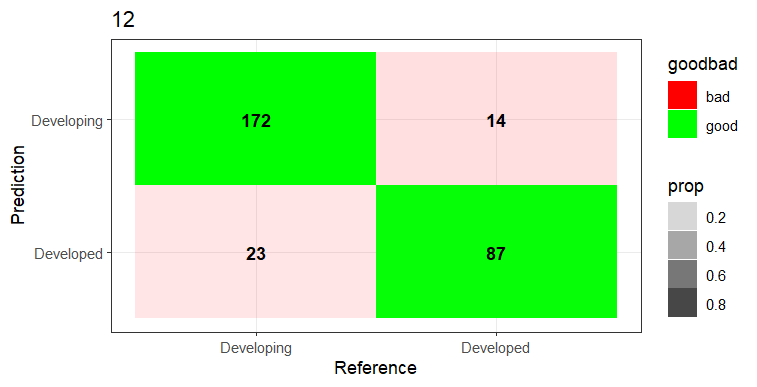 12
Prediction
Developing
172
14
Developed
23
87
Developing
Developed
Reference
goodbad
bad
good
prop
0.2
0.4
0.6
0.8